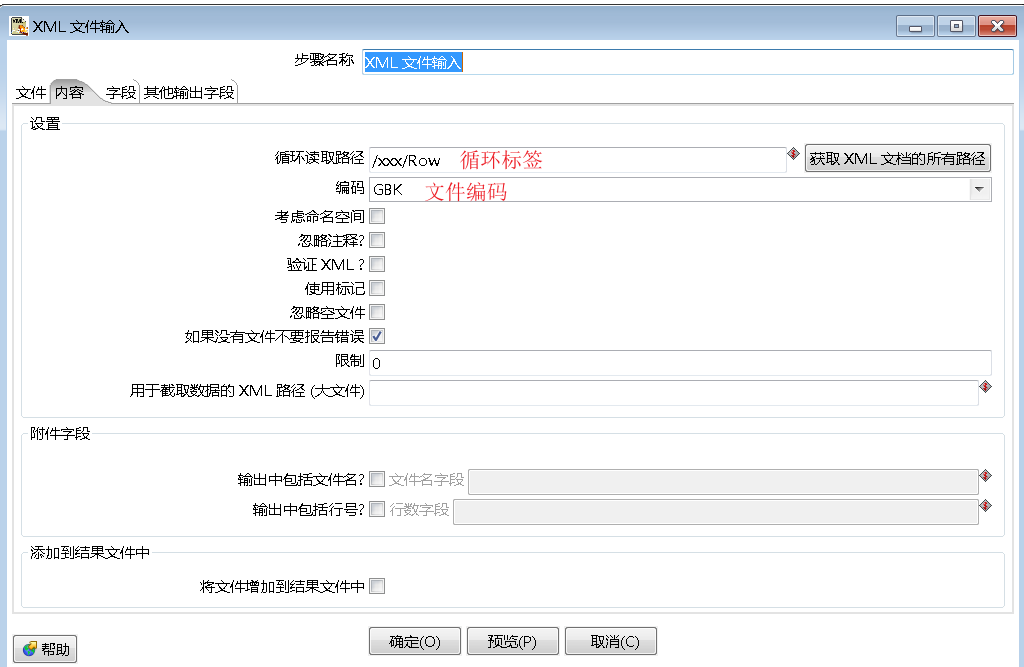 XML 文件输入
步骤名称 XML 文件输入
文件 内容 字段 其他输出字段
设置
循环读取路径 /xxx/Row 循环标签 获取 XML 文档的所有路径
编码 GBK 文件编码
考虑命名空间
忽略注释?
验证 XML ?
使用标记
忽略空文件
如果没有文件不要报告错误
限制 0
用于截取数据的 XML 路径 (大文件)
附件字段
输出中包括文件名? 文件名字段
输出中包括行号? 行数字段
添加到结果文件中
将文件增加到结果文件中
确定(O) 预览(P) 取消(C)
帮助